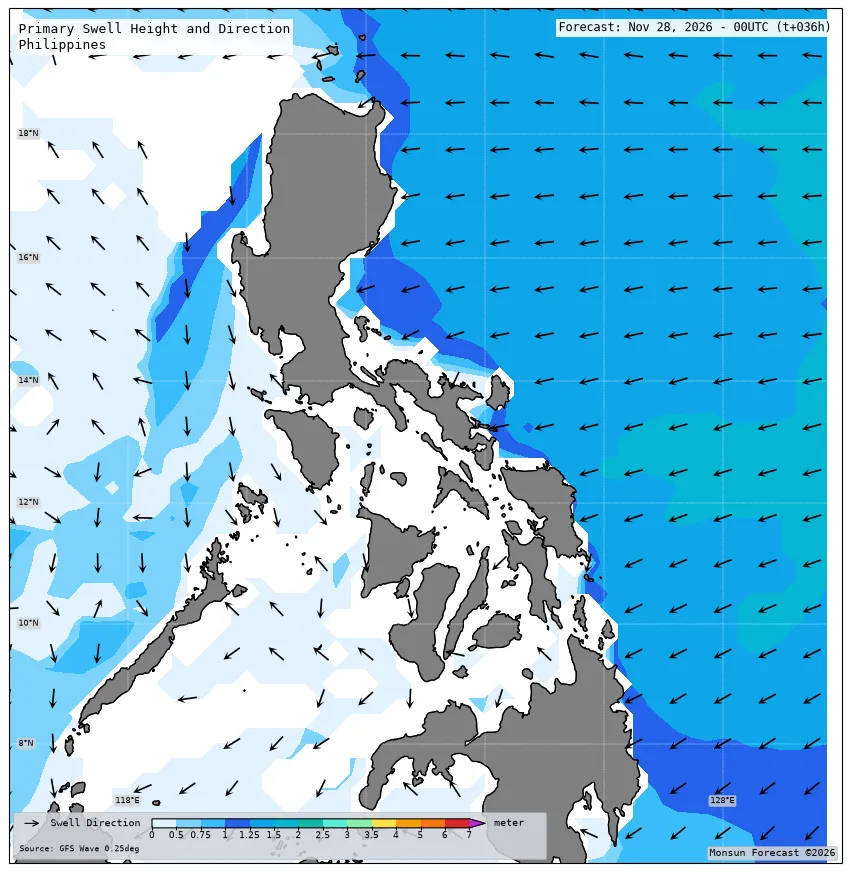 Primary Swell Height and Direction
Philippines
Forecast: Nov 28, 2026 - 00UTC (t+036h)
18°N
16°N
14°N
12°N
10°N
8°N
118°E
128°E
Swell Direction
0 0.5 0.75 1 1.25 1.5 2 2.5 3 3.5 4 5 6 7
meter
Source: GFS Wave 0.25deg
Monsun Forecast ©2026